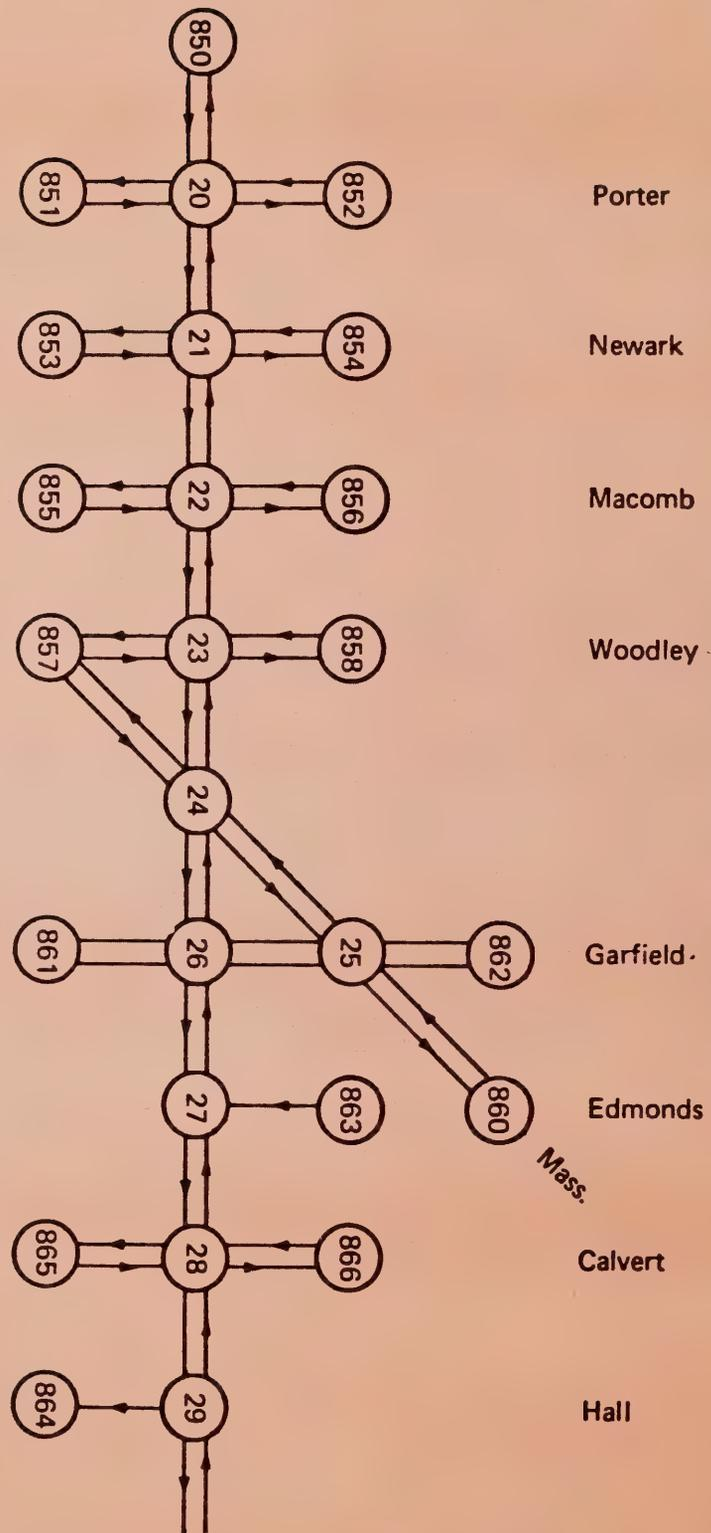 850
851 20 852 Porter
853 21 854 Newark
855 22 856 Macomb
857 23 858 Woodley
24
861 26 25 862 Garfield
27 863 860 Edmonds
Mass.
865 28 866 Calvert
864 29 Hall